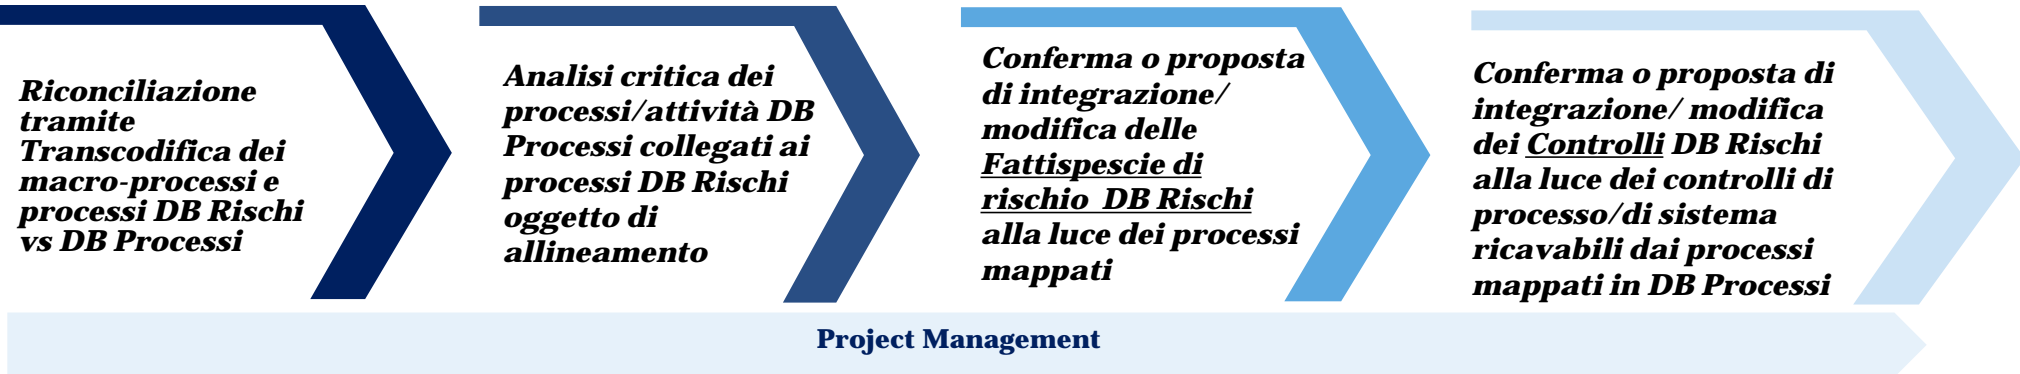 Riconciliazione
tramite
Transcodifica dei
macro-processi e
processi DB Rischi
vs DB Processi
Analisi critica dei
processi/attività DB
Processi collegati ai
processi DB Rischi
oggetto di
allineamento
Conferma o proposta
di integrazione/
modifica delle
Fattispescie di
rischio DB Rischi
alla luce dei processi
mappati
Conferma o proposta di
integrazione/ modifica
dei Controlli DB Rischi
alla luce dei controlli di
processo/di sistema
ricavabili dai processi
mappati in DB Processi
Project Management